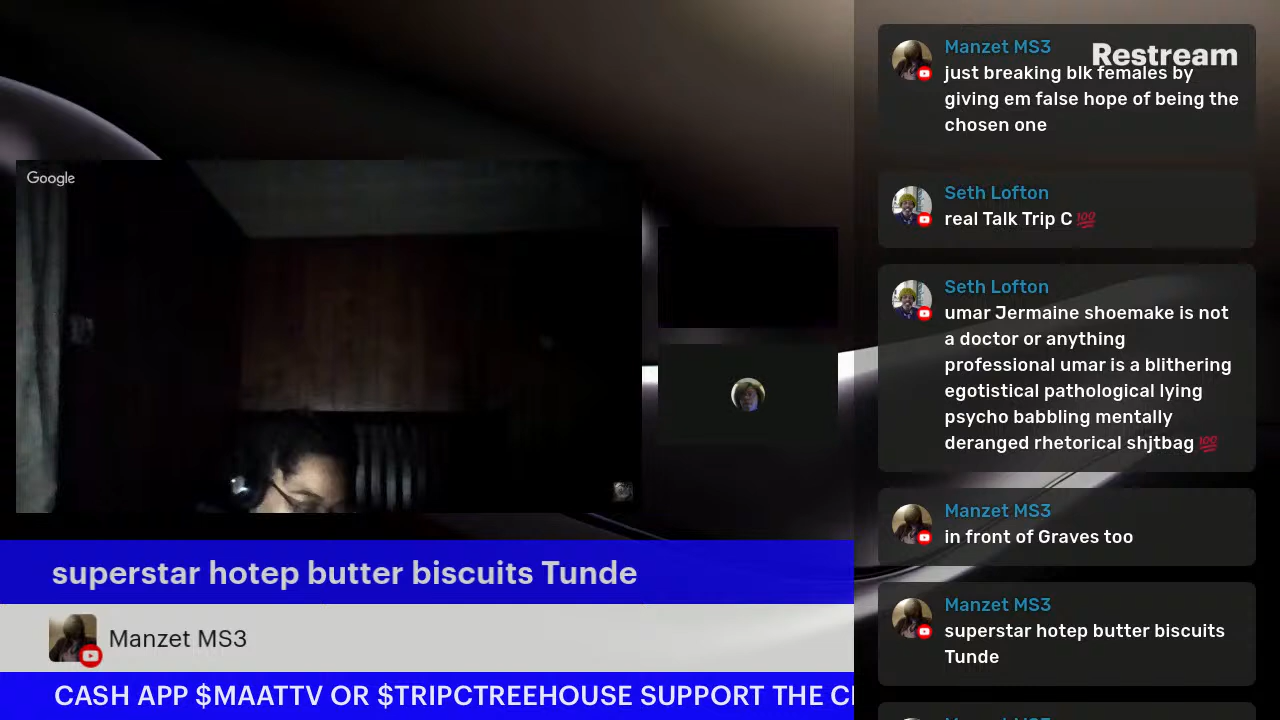 Google
superstar hotep butter biscuits Tunde
Manzet MS3
CASH APP $MAATTV OR $TRIPCTREEHOUSE SUPPORT THE
Restream
Manzet MS3
just breaking blk females by
giving em false hope of being the
chosen one
Seth Lofton
real Talk Trip C 💯
Seth Lofton
umar Jermaine shoemake is not
a doctor or anything
professional umar is a blithering
egotistical pathological lying
psycho babbling mentally
deranged rhetorical shjtbag 💯
Manzet MS3
in front of Graves too
Manzet MS3
superstar hotep butter biscuits
Tunde